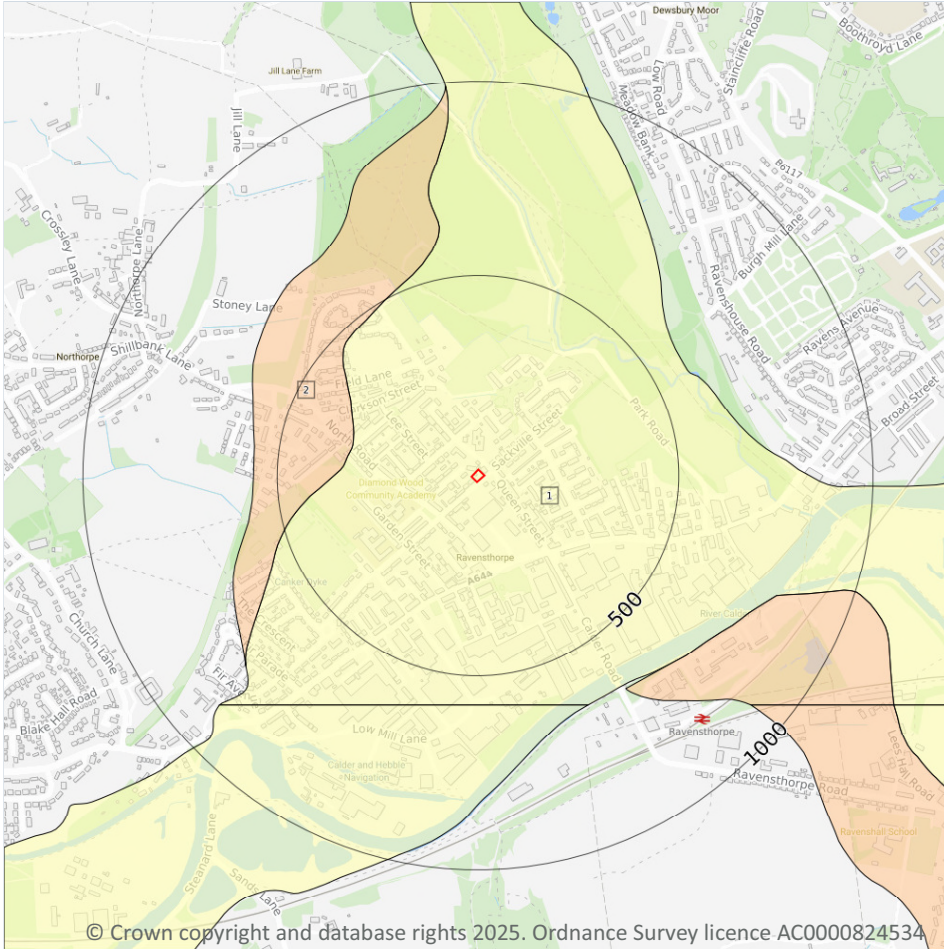 Dewsbury Moor
Boothroyd Lane
Staincliffe Road
Low Road
Meadow Bank
Jill Lane Farm
Jill Lane
B6117
Crossley Lane
Northorpe Lane
Burgh Mill Lane
Ravenshouse Road
Stoney Lane
Ravens Avenue
Northorpe
Shillbank Lane
Field Lane
2
Clarkson Street
Lee Street
Sackville Street
Park Road
Broad Street
North
Road
Diamond Wood
Community Academy
Queen Street
1
Garden Street
Ravensthorpe
A644
Canker Dyke
The Crescent
500
River Calder
Calder Road
Church Lane
Parade
Fir Ave
Blake Hall Road
Low Mill Lane
Ravensthorpe
1000
Lees Hall Road
Calder and Hebble
Navigation
Ravensthorpe Road
Ravenshall School
Steanard Lane
Sands Lane
© Crown copyright and database rights 2025. Ordnance Survey licence AC0000824534